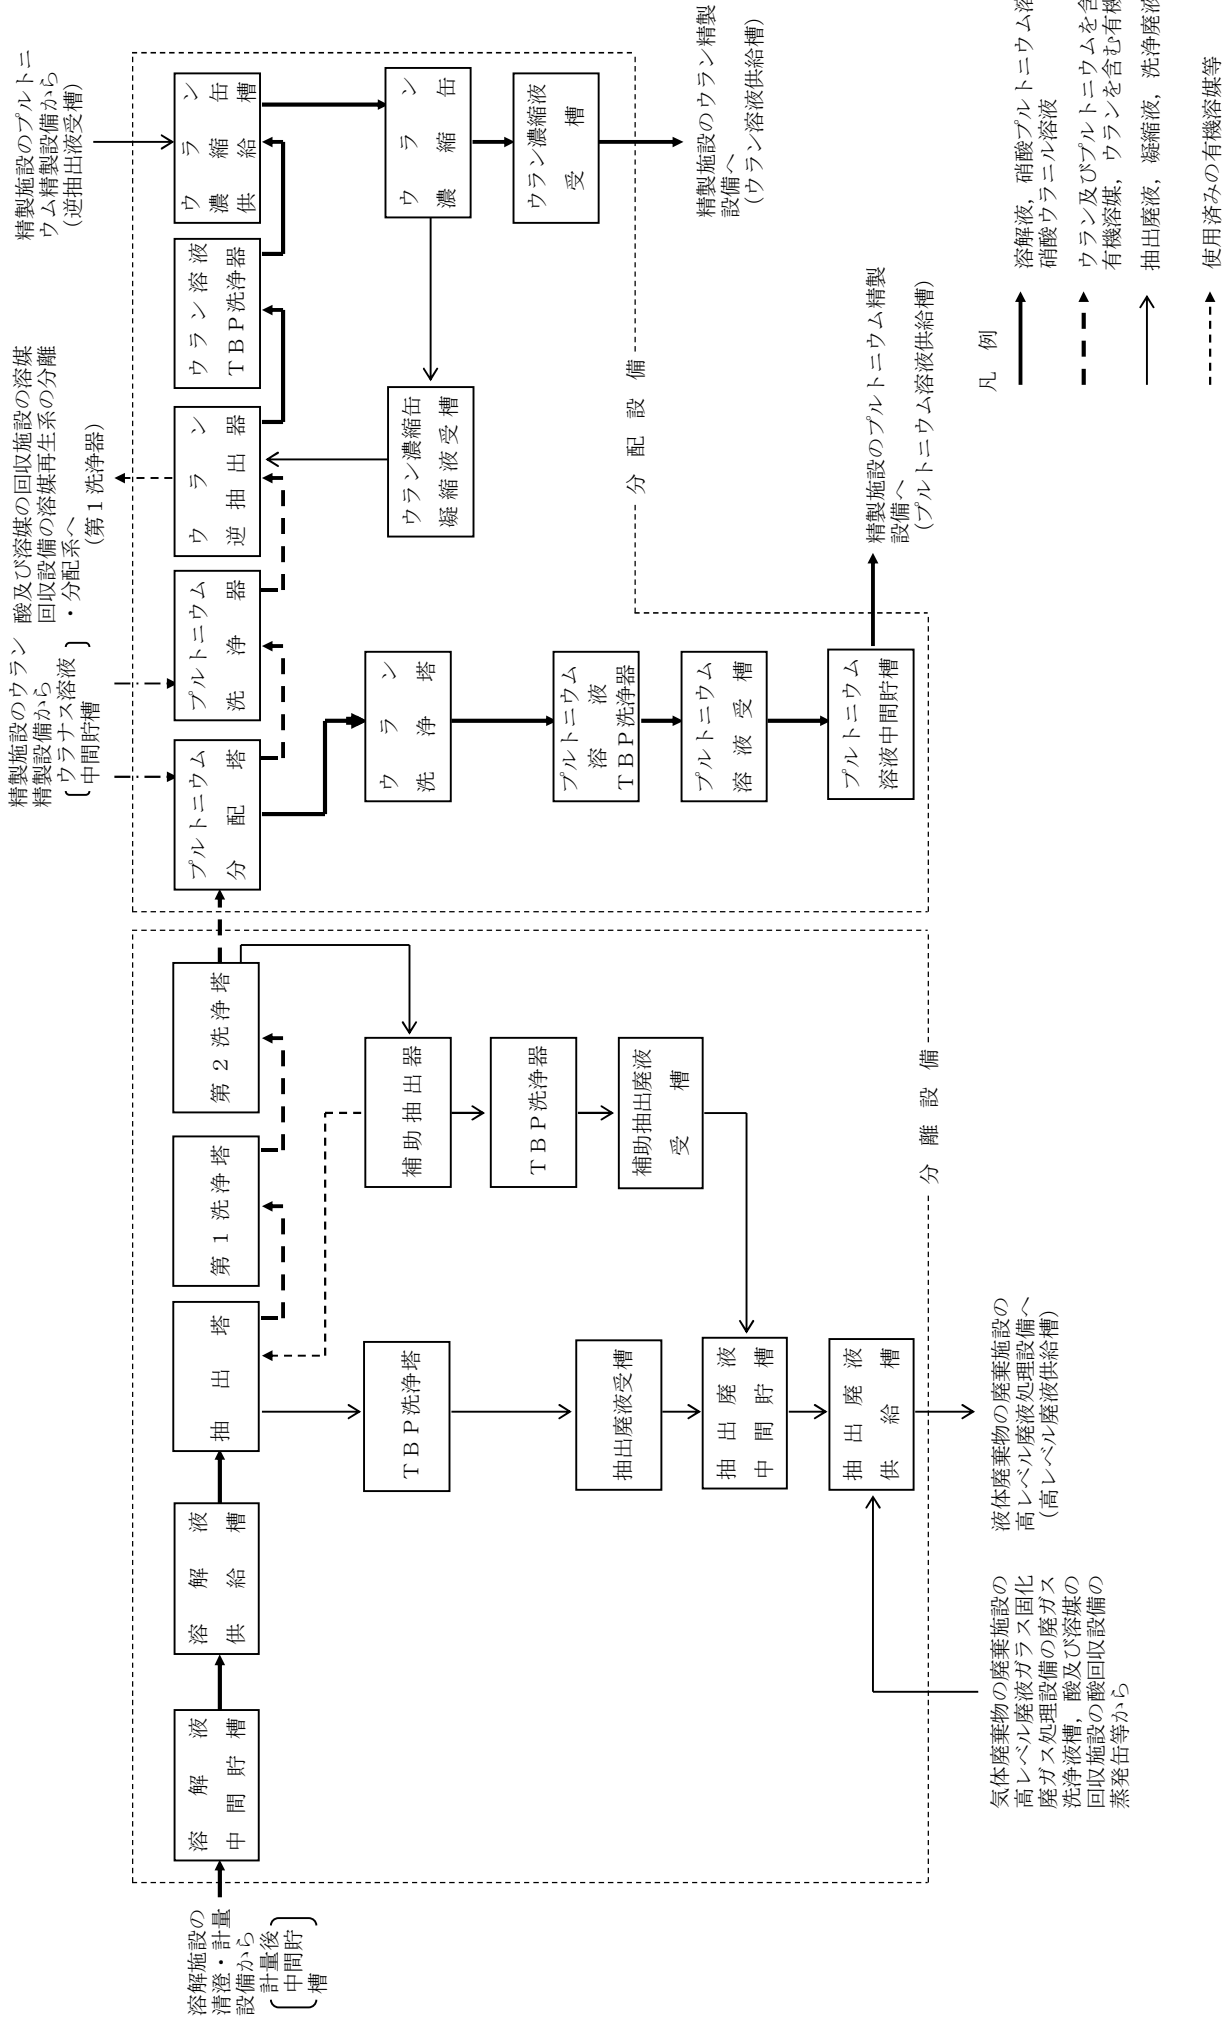 溶解施設の
清澄・計量
設備から
計量後
中間貯
槽
溶解液
中間貯槽
溶解液
供給槽
抽出塔
第1洗浄塔
第2洗浄塔
TBP洗浄塔
抽出廃液受槽
抽出廃液
中間貯槽
抽出廃液
供給槽
補助抽出器
TBP洗浄器
補助抽出廃液
受槽
分離設備
気体廃棄物の廃棄施設の
高レベル廃液ガラス固化
廃ガス処理設備の廃ガス
洗浄液槽,酸及び溶媒の
回収施設の酸回収設備の
蒸発缶等から
液体廃棄物の廃棄施設の
高レベル廃液処理設備へ
(高レベル廃液供給槽)
精製施設のウラン
精製設備から
ウラナス溶液
中間貯槽
酸及び溶媒の回収施設の溶媒
回収設備の溶媒再生系の分離
・分配系へ
(第1洗浄器)
精製施設のプルトニ
ウム精製設備から
(逆抽出液受槽)
プルトニウム
分配塔
プルトニウム
洗浄器
ウラン
逆抽出器
ウラン溶液
TBP洗浄器
ウラン
濃縮缶
供給槽
ウラン洗浄塔
プルトニウム
溶液
TBP洗浄器
プルトニウム
溶液受槽
プルトニウム
溶液中間貯槽
ウラン濃縮缶
凝縮液受槽
ウラン
濃縮缶
ウラン濃縮液
受槽
分配設備
精製施設のプルトニウム精製
設備へ
(プルトニウム溶液供給槽)
精製施設のウラン精製
設備へ
(ウラン溶液供給槽)
凡例
溶解液,硝酸プルトニウム溶
硝酸ウラニル溶液
ウラン及びプルトニウムを含
有機溶媒,ウランを含む有機
抽出廃液,凝縮液,洗浄廃液
使用済みの有機溶媒等